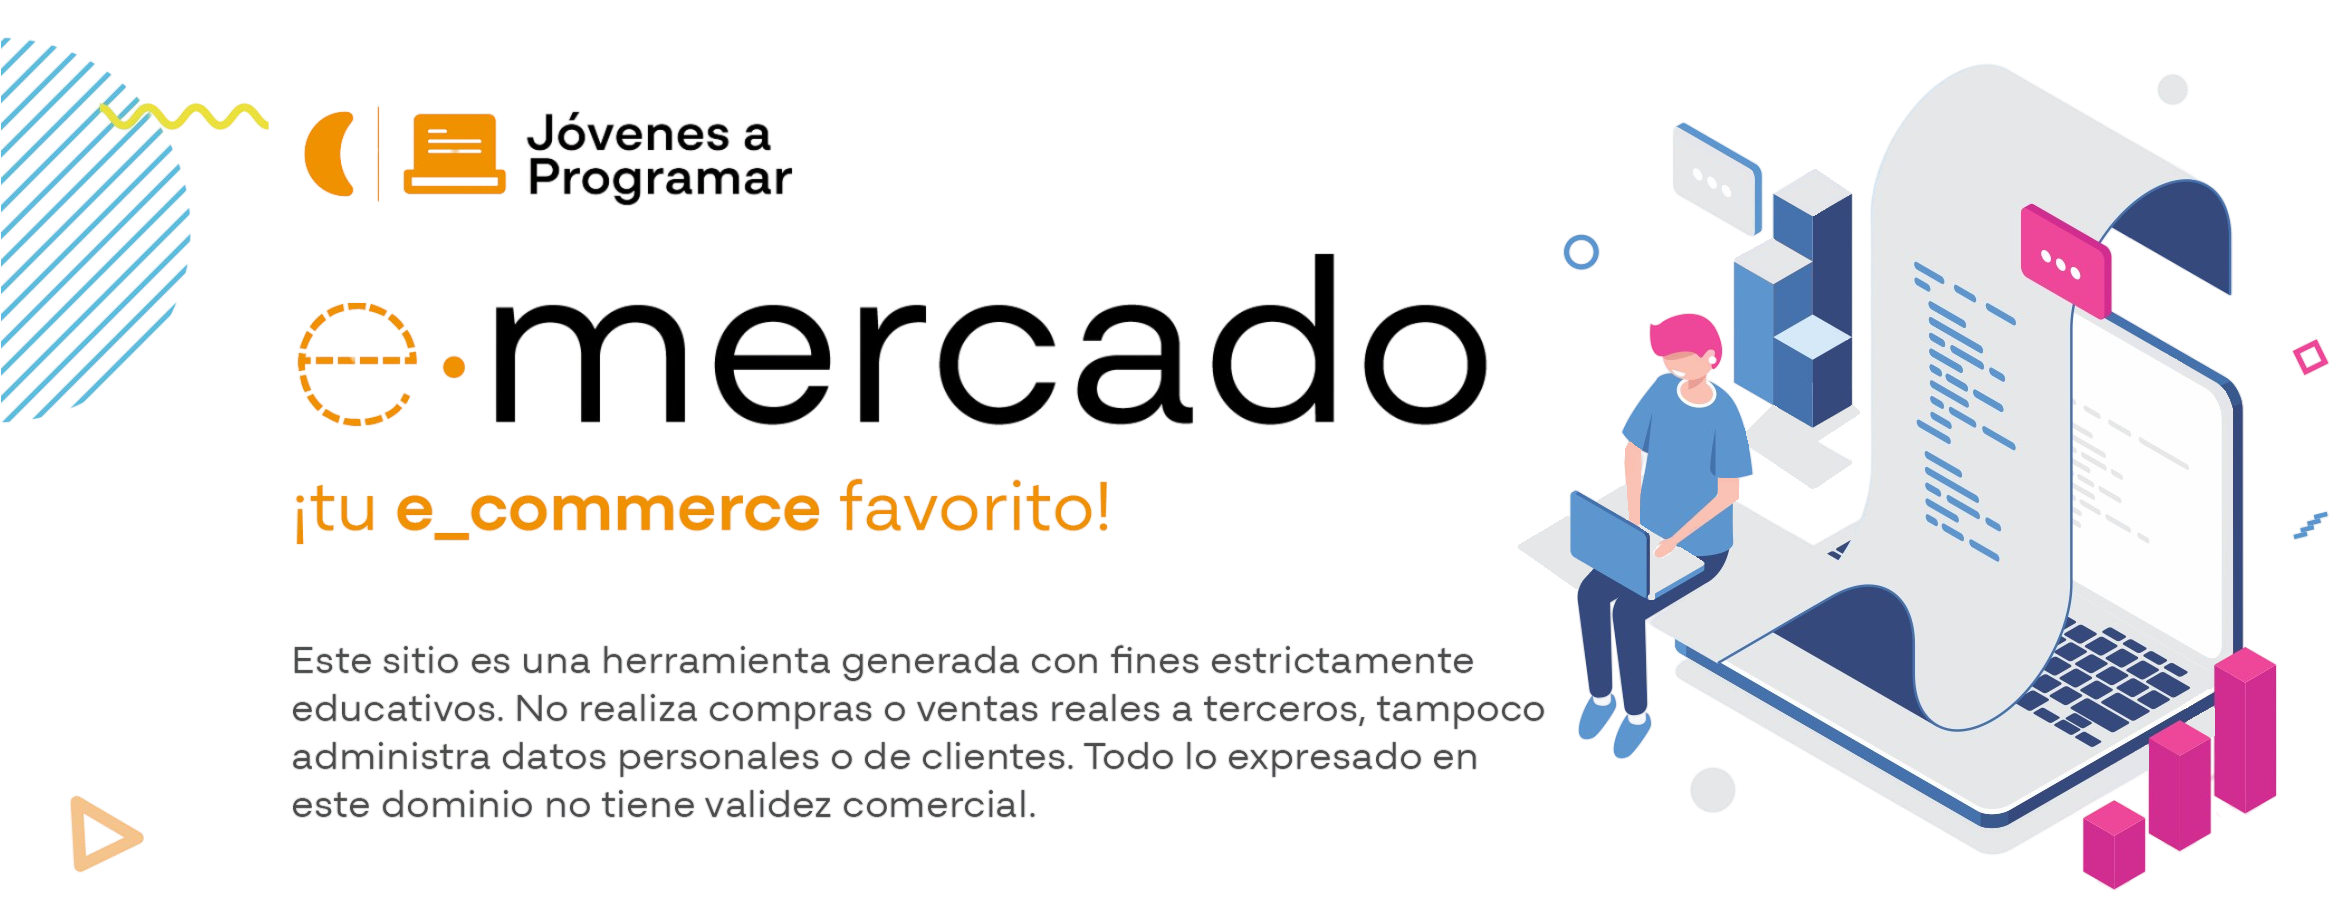 Jóvenes a
Programar
e·mercado
¡tu e_commerce favorito!
Este sitio es una herramienta generada con fines estrictamente
educativos. No realiza compras o ventas reales a terceros, tampoco
administra datos personales o de clientes. Todo lo expresado en
este dominio no tiene validez comercial.